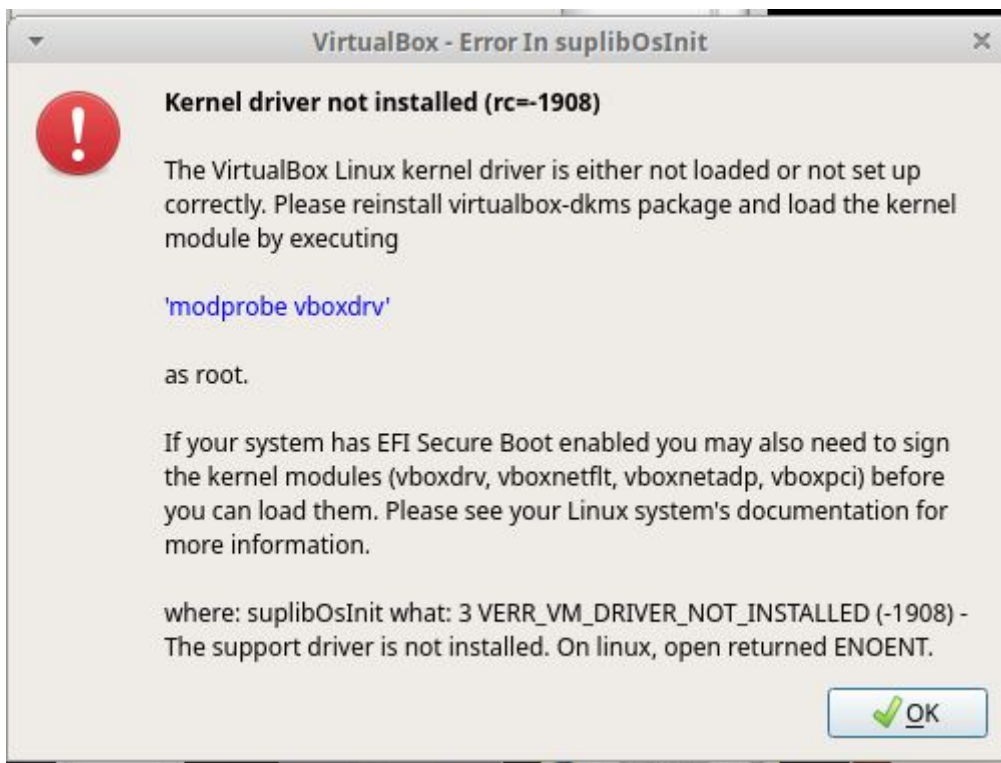 VirtualBox - Error In suplibOsInit
Kernel driver not installed (rc=-1908)
The VirtualBox Linux kernel driver is either not loaded or not set up
correctly. Please reinstall virtualbox-dkms package and load the kernel
module by executing
'modprobe vboxdrv'
as root.
If your system has EFI Secure Boot enabled you may also need to sign
the kernel modules (vboxdrv, vboxnetflt, vboxnetadp, vboxpci) before
you can load them. Please see your Linux system's documentation for
more information.
where: suplibOsInit what: 3 VERR_VM_DRIVER_NOT_INSTALLED (-1908) -
The support driver is not installed. On linux, open returned ENOENT.
OK